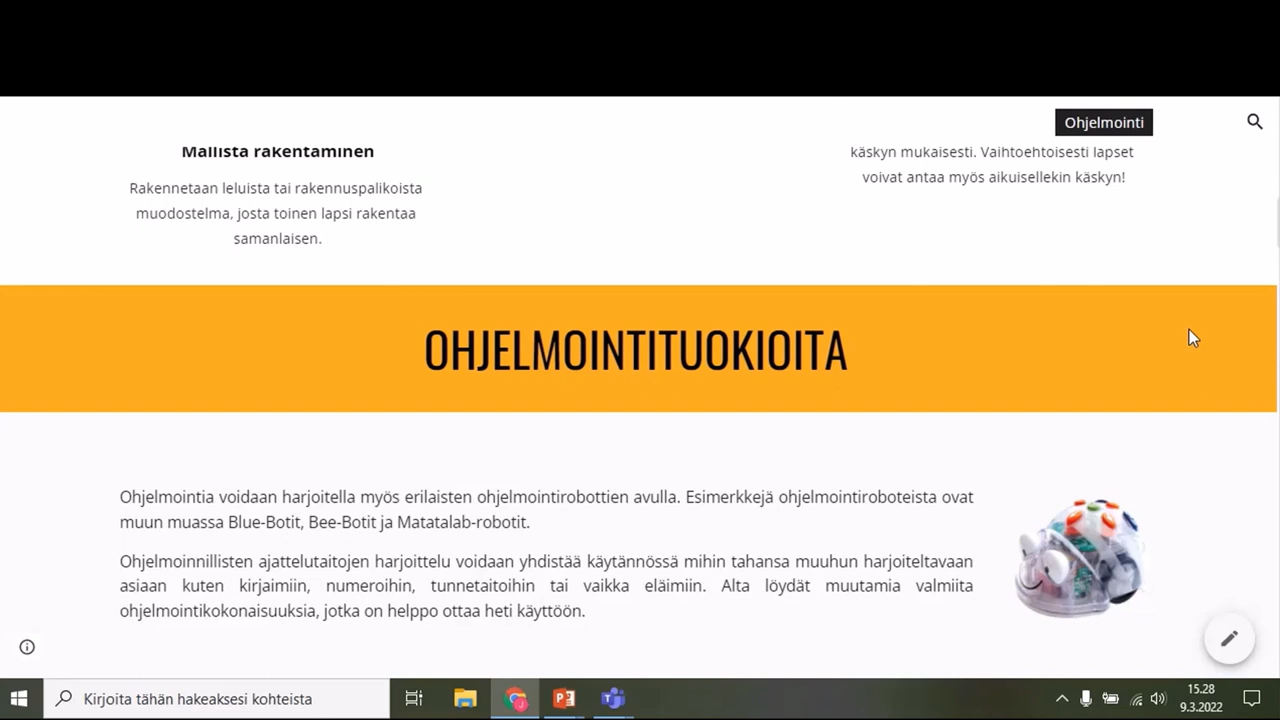 Ohjelmointi
Mallista rakentaminen
Rakennetaan leluista tai rakennuspalikoista
muodostelma, josta toinen lapsi rakentaa
samanlaisen.
käskyn mukaisesti. Vaihtoehtoisesti lapset
voivat antaa myös aikuisellekin käskyn!
OHJELMOINTITUOKIOITA
Ohjelmointia voidaan harjoitella myös erilaisten ohjelmointirobottien avulla. Esimerkkejä ohjelmointiroboteista ovat
muun muassa Blue-Botit, Bee-Botit ja Matatalab-robotit.
Ohjelmoinnillisten ajattelutaitojen harjoittelu voidaan yhdistää käytännössä mihin tahansa muuhun harjoiteltavaan
asiaan kuten kirjaimiin, numeroihin, tunnetaitoihin tai vaikka eläimiin. Alta löydät muutamia valmiita
ohjelmointikokonaisuuksia, jotka on helppo ottaa heti käyttöön.
Kirjoita tähän hakeaksesi kohteista
15.28
9.3.2022